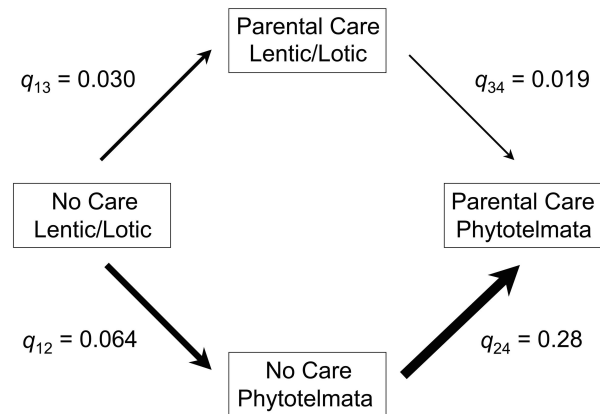 Parental Care
Lentic/Lotic
q13 = 0.030
q34 = 0.019
No Care
Lentic/Lotic
Parental Care
Phytotelmata
q12 = 0.064
q24 = 0.28
No Care
Phytotelmata